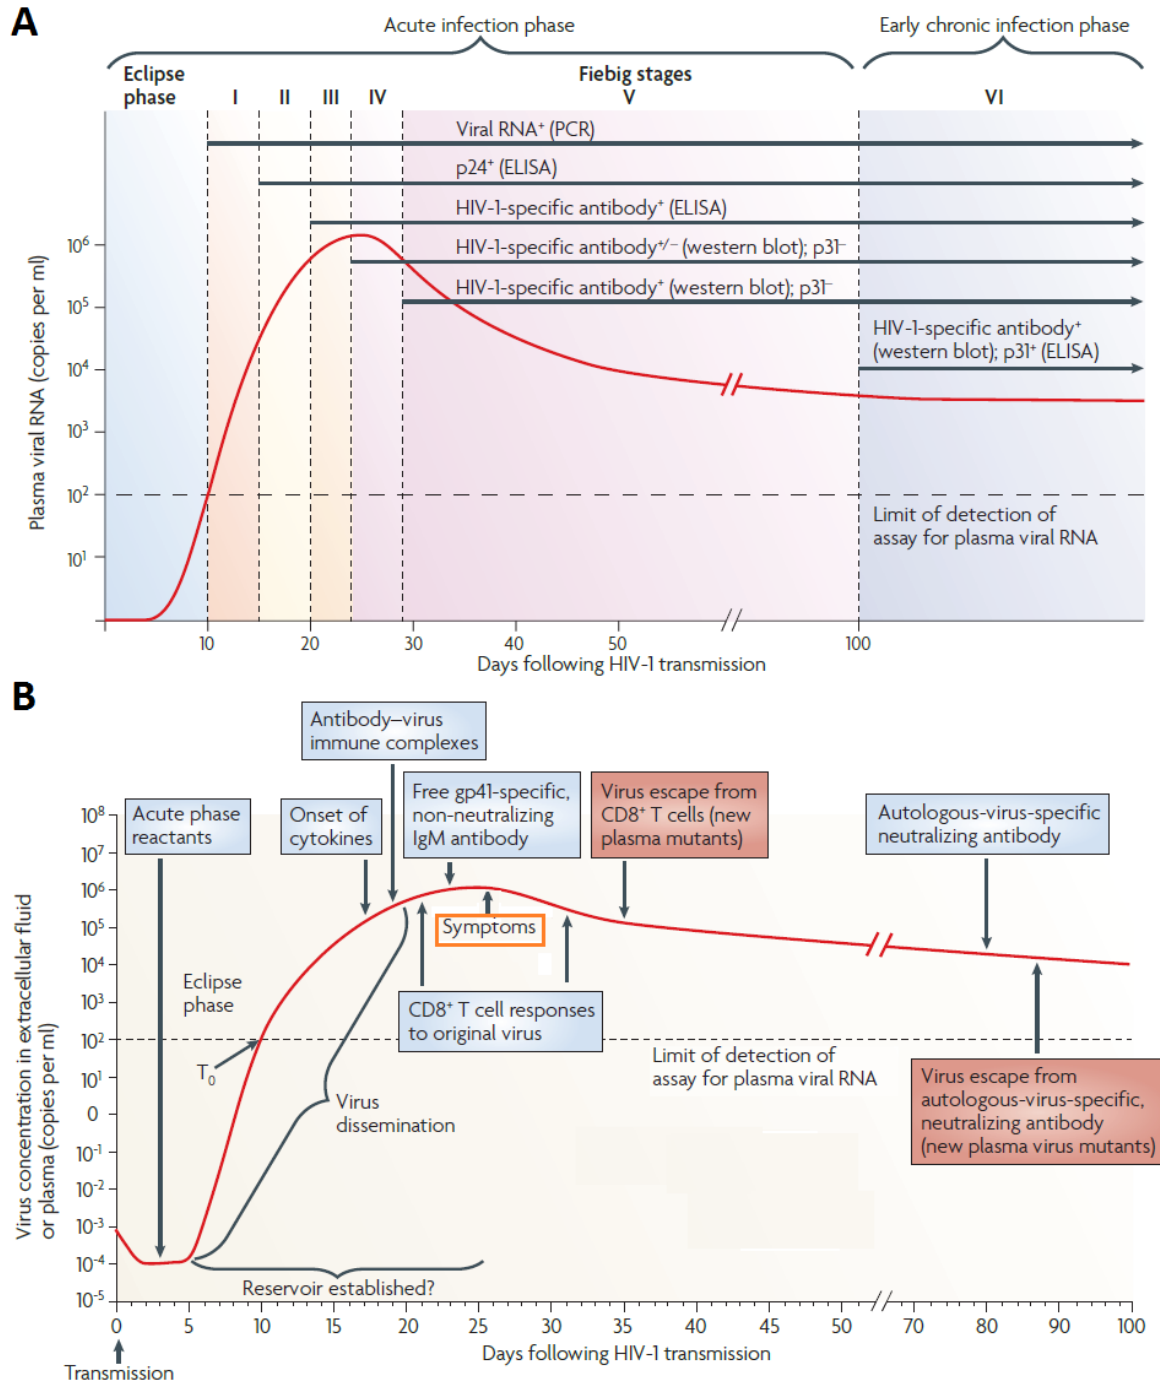 A
Acute infection phase
Early chronic infection phase
Eclipse
phase
Fiebig stages
I
II
III
IV
V
VI
Viral RNA⁺ (PCR)
p24⁺ (ELISA)
HIV-1-specific antibody⁺ (ELISA)
HIV-1-specific antibody⁺/⁻ (western blot); p31⁻
HIV-1-specific antibody⁺ (western blot); p31⁻
HIV-1-specific antibody⁺
(western blot); p31⁺ (ELISA)
Plasma viral RNA (copies per ml)
10⁶
10⁵
10⁴
10³
10²
10¹
Limit of detection of
assay for plasma viral RNA
10
20
30
40
50
100
Days following HIV-1 transmission
B
Antibody–virus
immune complexes
Acute phase
reactants
Onset of
cytokines
Free gp41-specific,
non-neutralizing
IgM antibody
Virus escape from
CD8⁺ T cells (new
plasma mutants)
Autologous-virus-specific
neutralizing antibody
Virus concentration in extracellular fluid
or plasma (copies per ml)
10⁸
10⁷
10⁶
10⁵
10⁴
10³
10²
10¹
0
10⁻¹
10⁻²
10⁻³
10⁻⁴
10⁻⁵
Symptoms
Eclipse
phase
T₀
CD8⁺ T cell responses
to original virus
Limit of detection of
assay for plasma viral RNA
Virus
dissemination
Virus escape from
autologous-virus-specific,
neutralizing antibody
(new plasma virus mutants)
Reservoir established?
0
5
10
15
20
25
30
35
40
45
50
70
80
90
100
Days following HIV-1 transmission
Transmission